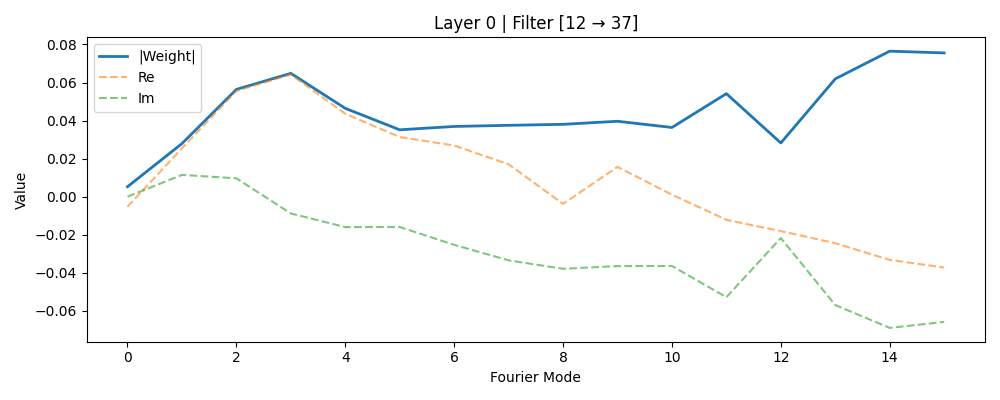 Layer 0 | Filter [12 → 37]
|Weight|
Re
Im
0.08
0.06
0.04
0.02
0.00
−0.02
−0.04
−0.06
Value
0 2 4 6 8 10 12 14
Fourier Mode